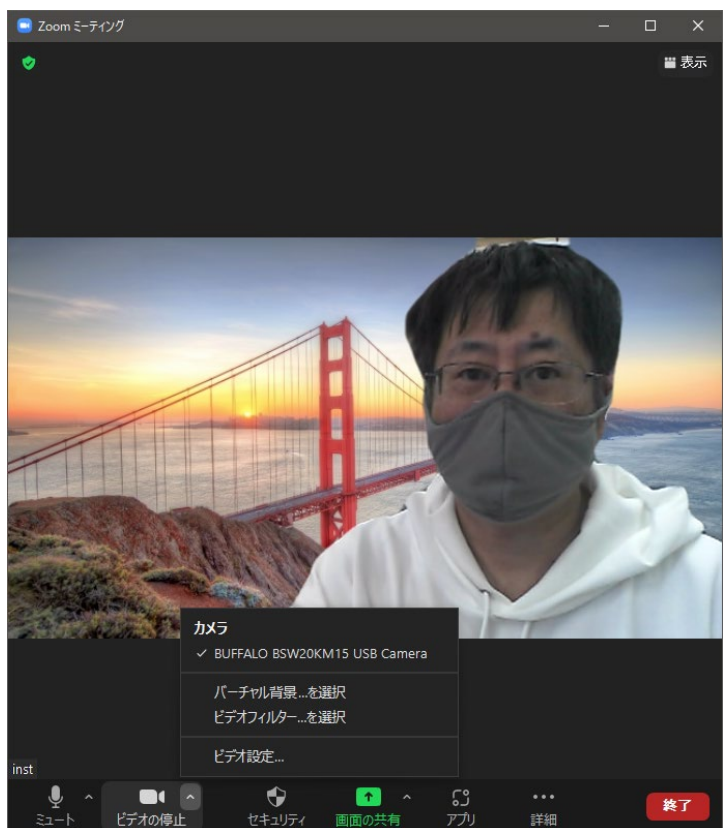 Zoom ミーティング
表示
カメラ
✓ BUFFALO BSW20KM15 USB Camera
バーチャル背景...を選択
ビデオフィルター...を選択
ビデオ設定...
inst
ミュート ビデオの停止 セキュリティ 画面の共有 アプリ 詳細 終了